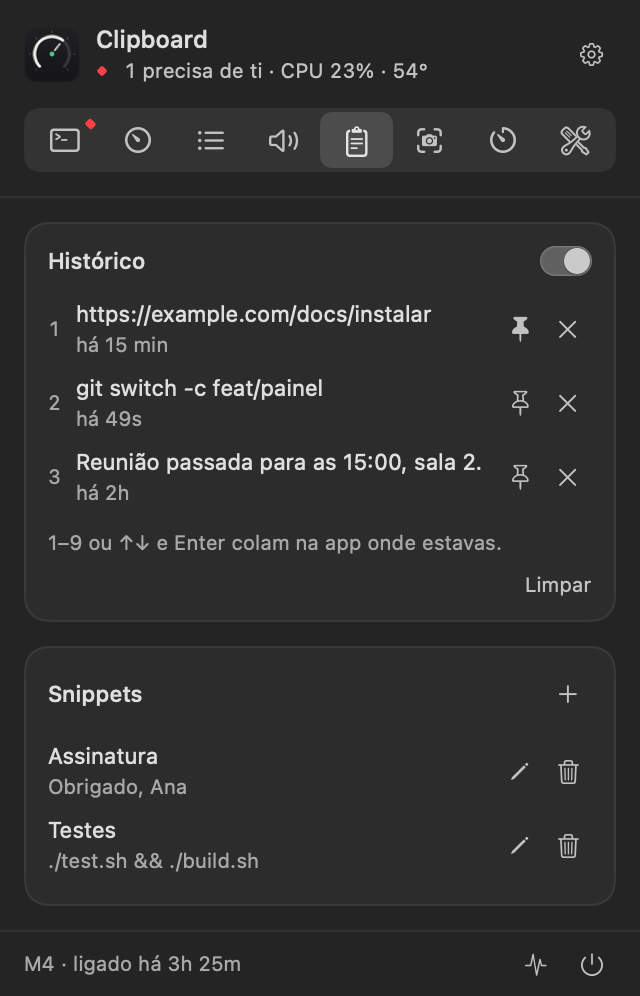 Clipboard
1 precisa de ti · CPU 23% · 54°
Histórico
1 https://example.com/docs/instalar
há 15 min
2 git switch -c feat/painel
há 49s
3 Reunião passada para as 15:00, sala 2.
há 2h
1–9 ou ↑↓ e Enter colam na app onde estavas.
Limpar
Snippets
Assinatura
Obrigado, Ana
Testes
./test.sh && ./build.sh
M4 · ligado há 3h 25m